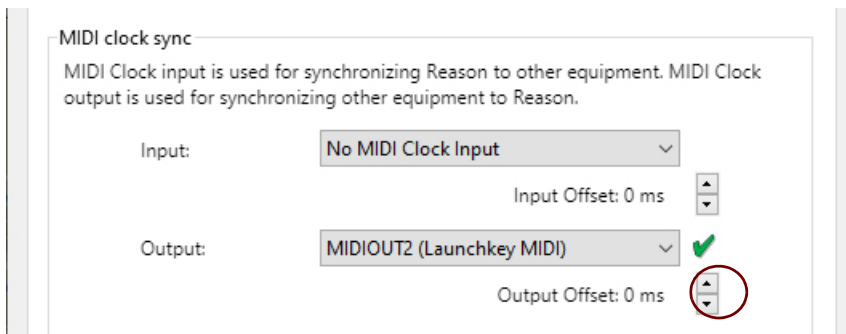 MIDI clock sync
MIDI Clock input is used for synchronizing Reason to other equipment. MIDI Clock
output is used for synchronizing other equipment to Reason.
Input: No MIDI Clock Input
Input Offset: 0 ms
Output: MIDIOUT2 (Launchkey MIDI)
Output Offset: 0 ms